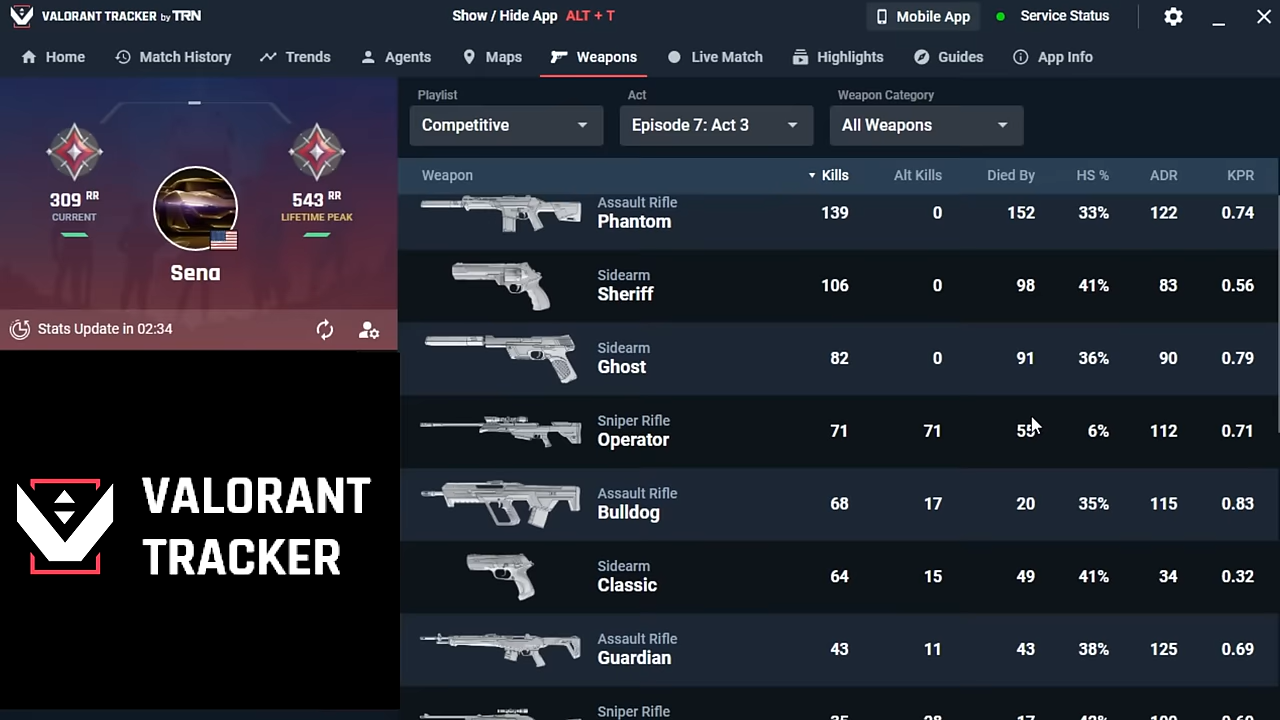 VALORANT TRACKER by TRN
Show / Hide App ALT + T
Mobile App
Service Status
Home
Match History
Trends
Agents
Maps
Weapons
Live Match
Highlights
Guides
App Info
309 RR
CURRENT
543 RR
LIFETIME PEAK
Sena
Stats Update in 02:34
VALORANT
TRACKER
Playlist Act Weapon Category
Competitive Episode 7: Act 3 All Weapons
Weapon Kills Alt Kills Died By HS % ADR KPR
Assault Rifle
Phantom 139 0 152 33% 122 0.74
Sidearm
Sheriff 106 0 98 41% 83 0.56
Sidearm
Ghost 82 0 91 36% 90 0.79
Sniper Rifle
Operator 71 71 6% 112 0.71
Assault Rifle
Bulldog 68 17 20 35% 115 0.83
Sidearm
Classic 64 15 49 41% 34 0.32
Assault Rifle
Guardian 43 11 43 38% 125 0.69
Sniper Rifle